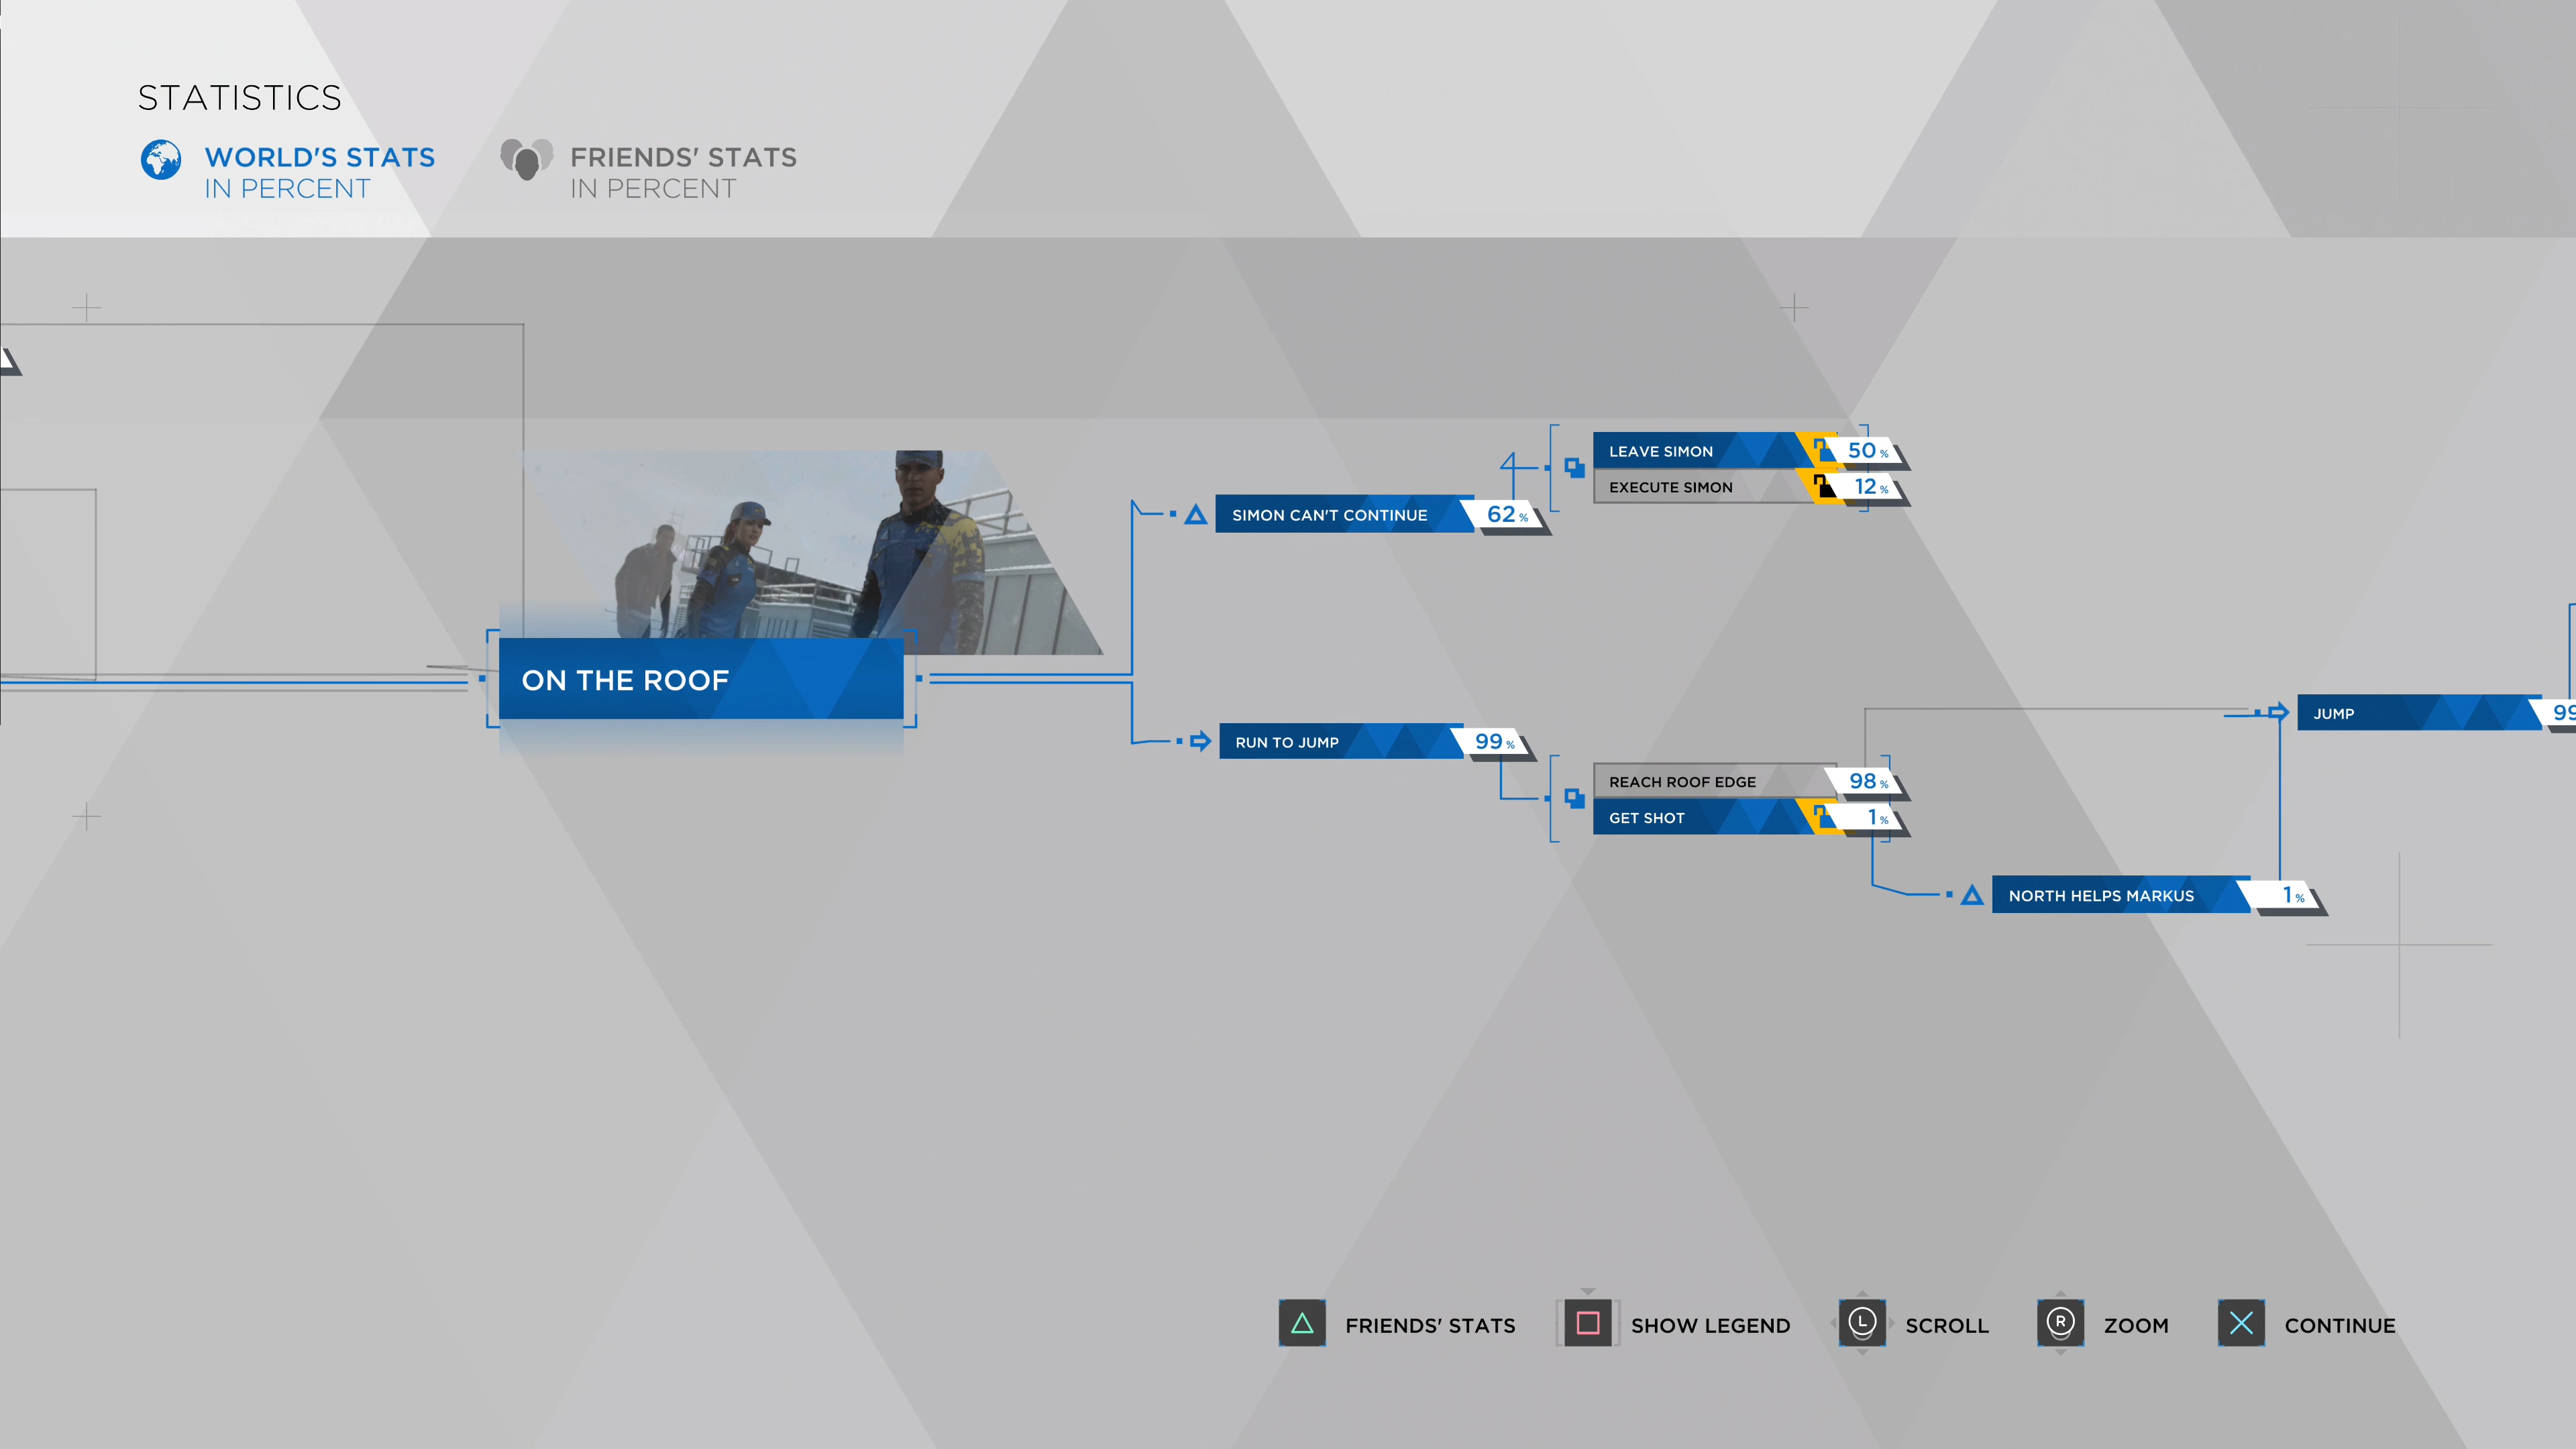 STATISTICS
WORLD'S STATS
IN PERCENT
FRIENDS' STATS
IN PERCENT
LEAVE SIMON 50 %
EXECUTE SIMON 12 %
SIMON CAN'T CONTINUE 62 %
ON THE ROOF
JUMP 99
RUN TO JUMP 99 %
REACH ROOF EDGE 98 %
GET SHOT 1 %
NORTH HELPS MARKUS 1 %
FRIENDS' STATS
SHOW LEGEND
L SCROLL
R ZOOM
CONTINUE